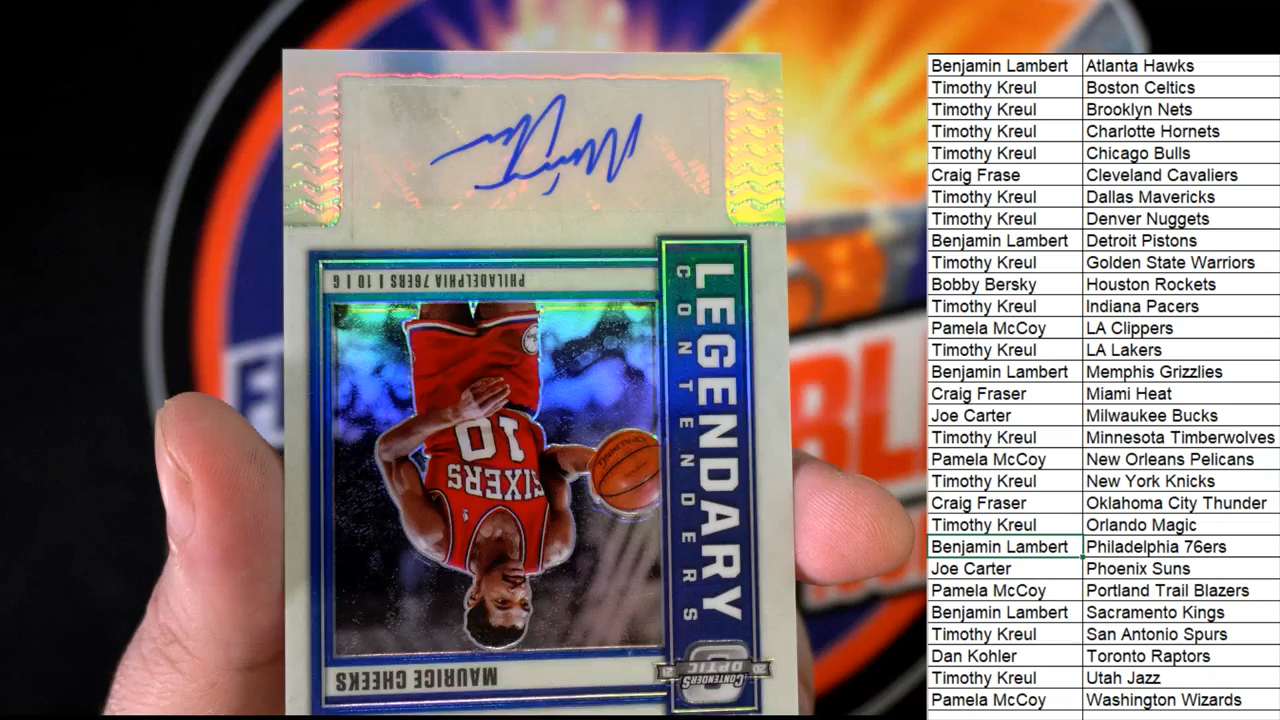 PHILADELPHIA 76ERS | 10 | G
LEGENDARY
CONTENDERS
SIXERS
10
MAURICE CHEEKS
20 CONTENDERS 21
OPTIC
Benjamin Lambert Atlanta Hawks
Timothy Kreul Boston Celtics
Timothy Kreul Brooklyn Nets
Timothy Kreul Charlotte Hornets
Timothy Kreul Chicago Bulls
Craig Frase Cleveland Cavaliers
Timothy Kreul Dallas Mavericks
Timothy Kreul Denver Nuggets
Benjamin Lambert Detroit Pistons
Timothy Kreul Golden State Warriors
Bobby Bersky Houston Rockets
Timothy Kreul Indiana Pacers
Pamela McCoy LA Clippers
Timothy Kreul LA Lakers
Benjamin Lambert Memphis Grizzlies
Craig Fraser Miami Heat
Joe Carter Milwaukee Bucks
Timothy Kreul Minnesota Timberwolves
Pamela McCoy New Orleans Pelicans
Timothy Kreul New York Knicks
Craig Fraser Oklahoma City Thunder
Timothy Kreul Orlando Magic
Benjamin Lambert Philadelphia 76ers
Joe Carter Phoenix Suns
Pamela McCoy Portland Trail Blazers
Benjamin Lambert Sacramento Kings
Timothy Kreul San Antonio Spurs
Dan Kohler Toronto Raptors
Timothy Kreul Utah Jazz
Pamela McCoy Washington Wizards